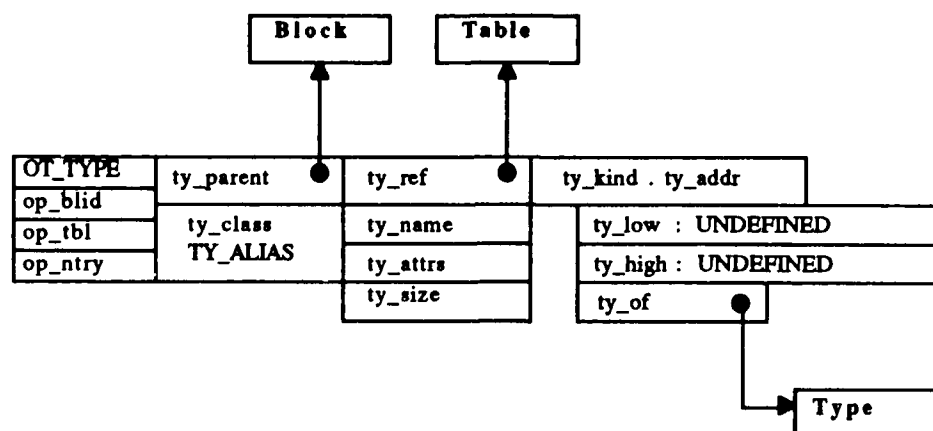 Block
Table
OT_TYPE
op_blid
op_tbl
op_ntry
ty_parent
ty_class
TY_ALIAS
ty_ref
ty_name
ty_attrs
ty_size
ty_kind . ty_addr
ty_low : UNDEFINED
ty_high : UNDEFINED
ty_of
Type